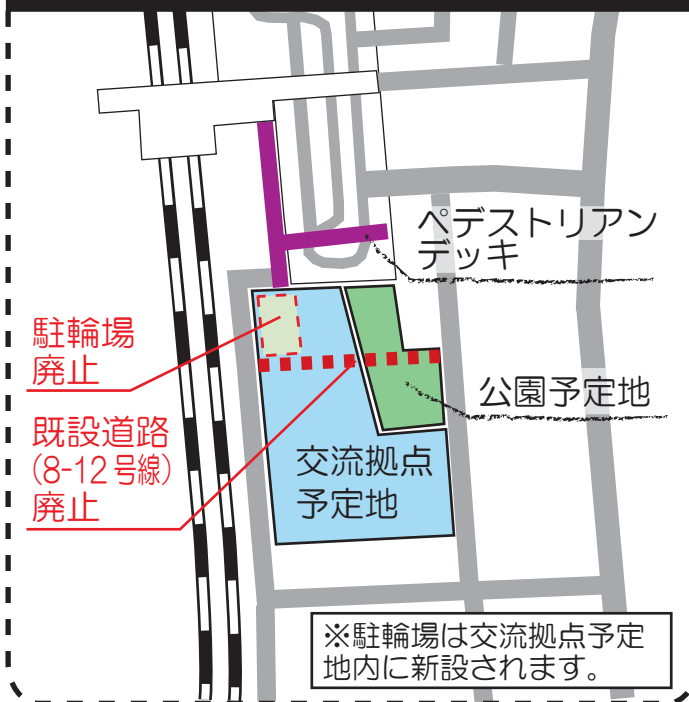 ペデストリアン
デッキ
駐輪場
廃止
公園予定地
既設道路
(8-12号線)
廃止
交流拠点
予定地
※駐輪場は交流拠点予定
地内に新設されます。